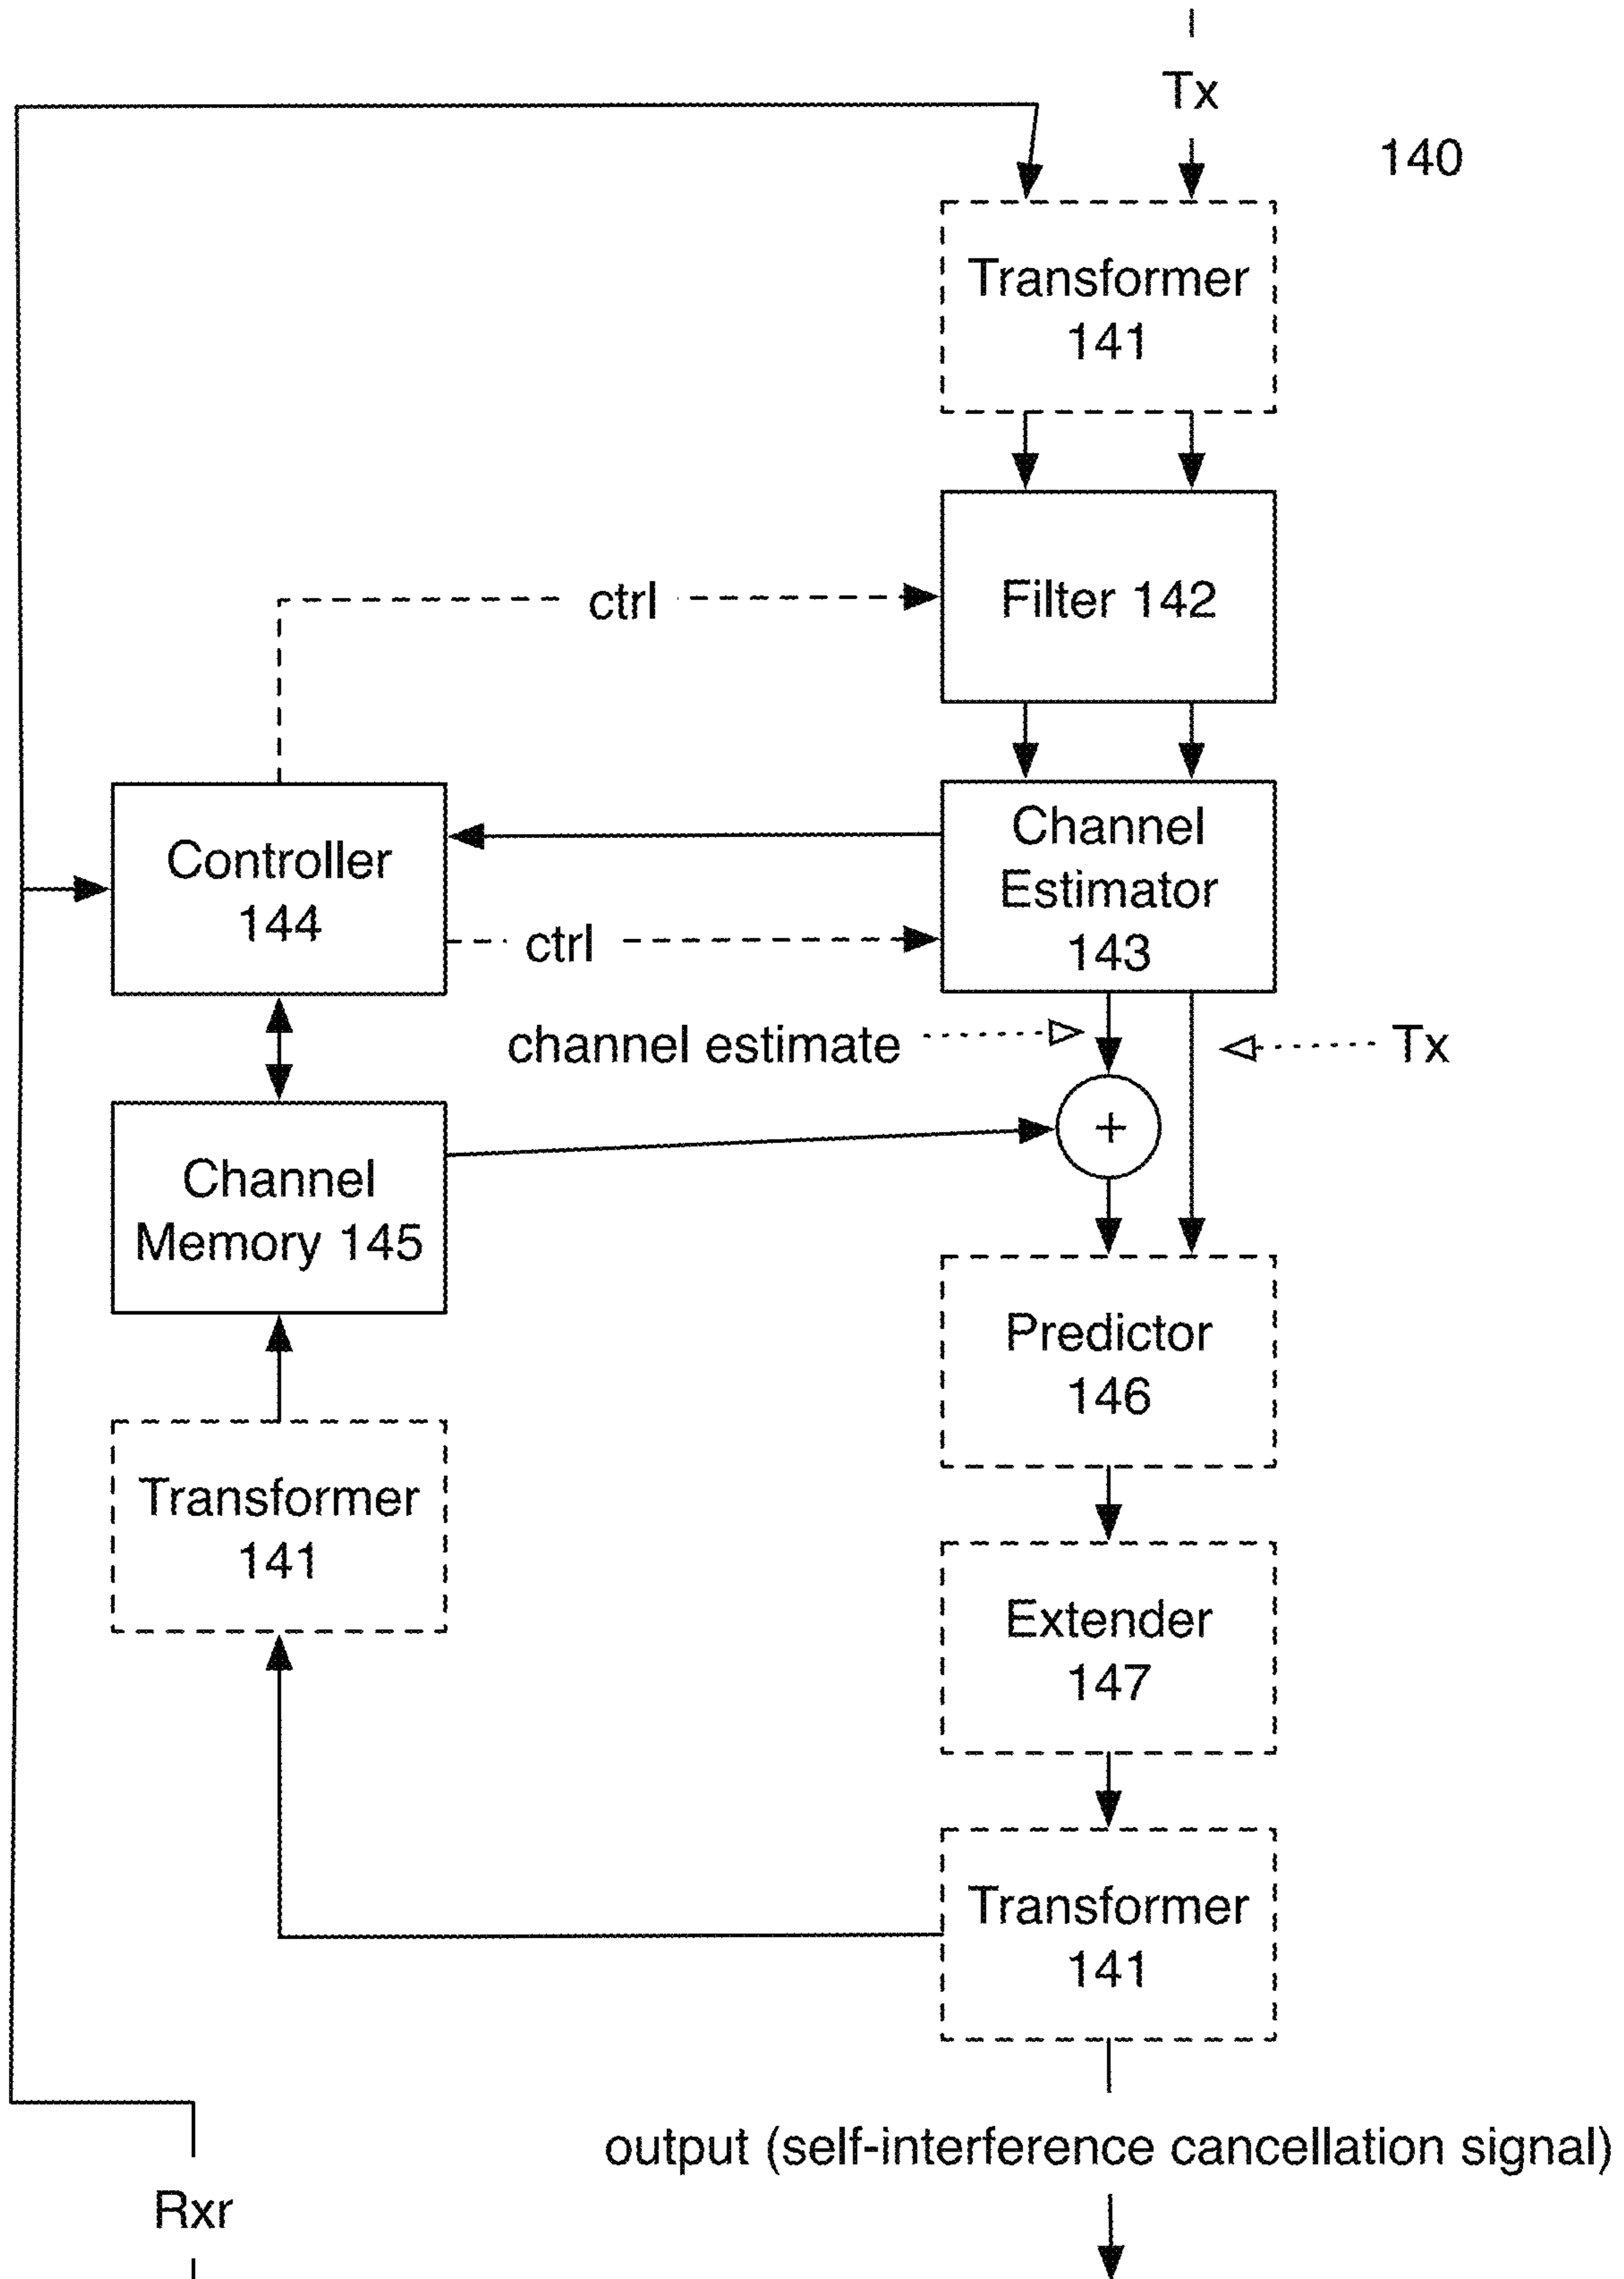 Tx
140
Transformer
141
ctrl
Filter 142
Controller
144
Channel
Estimator
143
ctrl
channel estimate
Tx
+
Channel
Memory 145
Predictor
146
Transformer
141
Extender
147
Transformer
141
output (self-interference cancellation signal)
Rxr